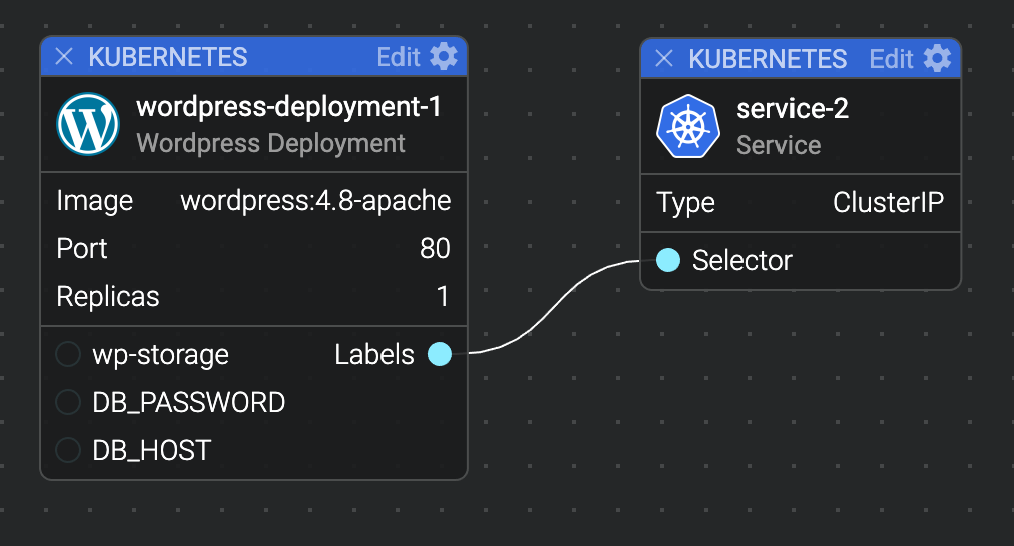 KUBERNETES Edit
wordpress-deployment-1
Wordpress Deployment
Image wordpress:4.8-apache
Port 80
Replicas 1
wp-storage Labels
DB_PASSWORD
DB_HOST
KUBERNETES Edit
service-2
Service
Type ClusterIP
Selector